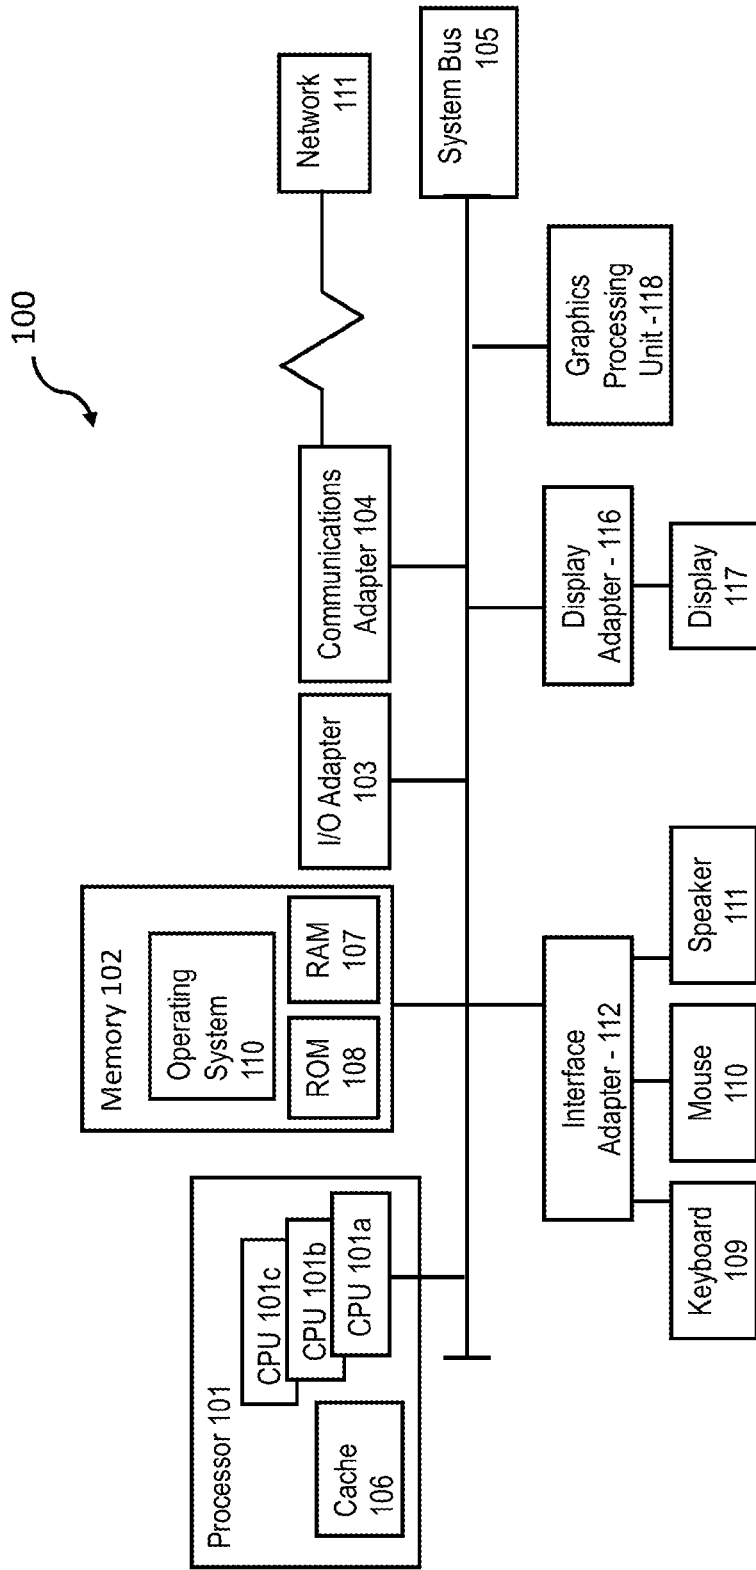 100
Processor 101
Cache
106
CPU 101c
CPU 101b
CPU 101a
Memory 102
Operating
System
110
ROM
108
RAM
107
I/O Adapter
103
Communications
Adapter 104
Network
111
System Bus
105
Interface
Adapter - 112
Keyboard
109
Mouse
110
Speaker
111
Display
Adapter - 116
Display
117
Graphics
Processing
Unit -118